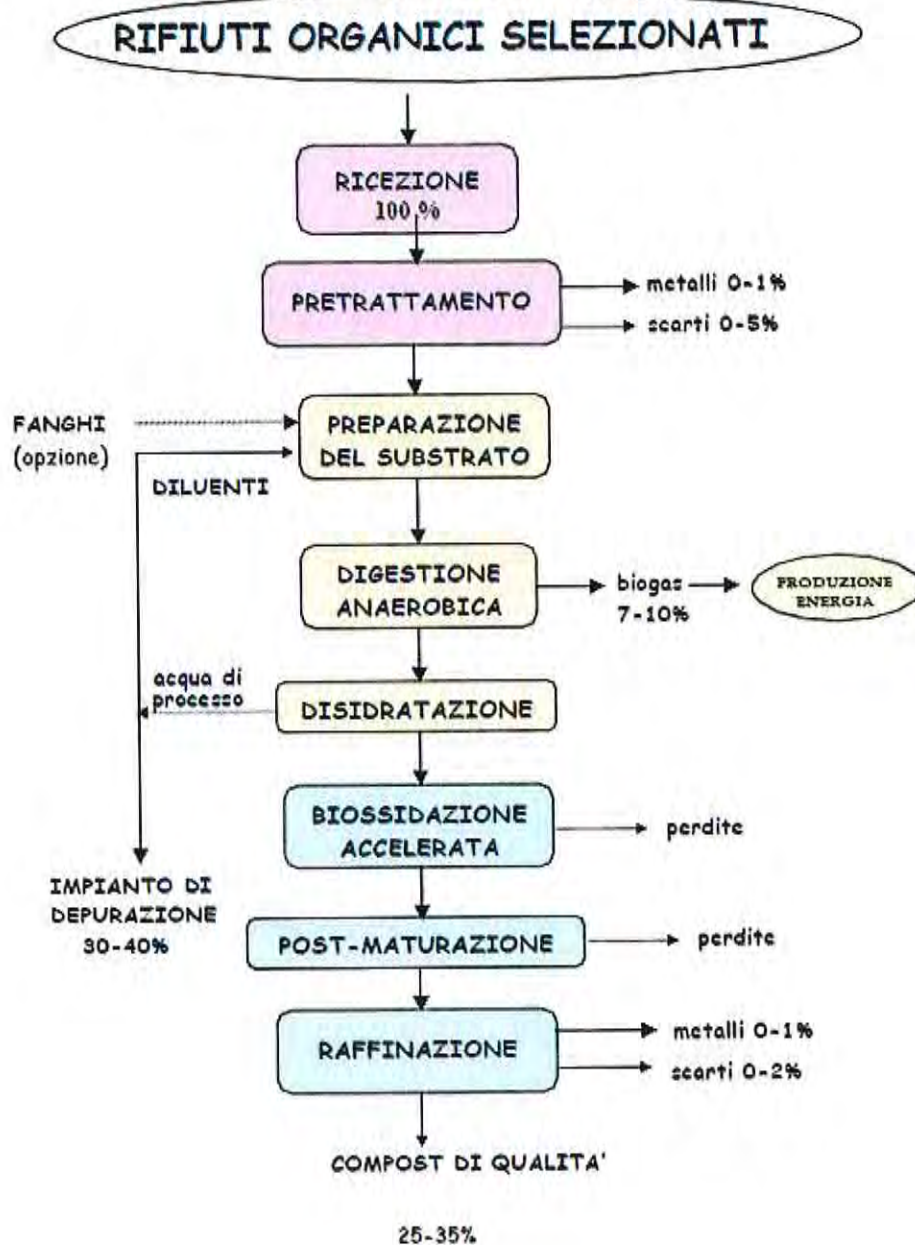 RIFIUTI ORGANICI SELEZIONATI
RICEZIONE
100 %
PRETRATTAMENTO
metalli 0-1%
scarti 0-5%
FANGHI
(opzione)
PREPARAZIONE
DEL SUBSTRATO
DILUENTI
DIGESTIONE
ANAEROBICA
biogas
7-10%
PRODUZIONE
ENERGIA
acqua di
processo
DISIDRATAZIONE
BIOSSIDAZIONE
ACCELERATA
perdite
IMPIANTO DI
DEPURAZIONE
30-40%
POST-MATURAZIONE
perdite
RAFFINAZIONE
metalli 0-1%
scarti 0-2%
COMPOST DI QUALITA'
25-35%